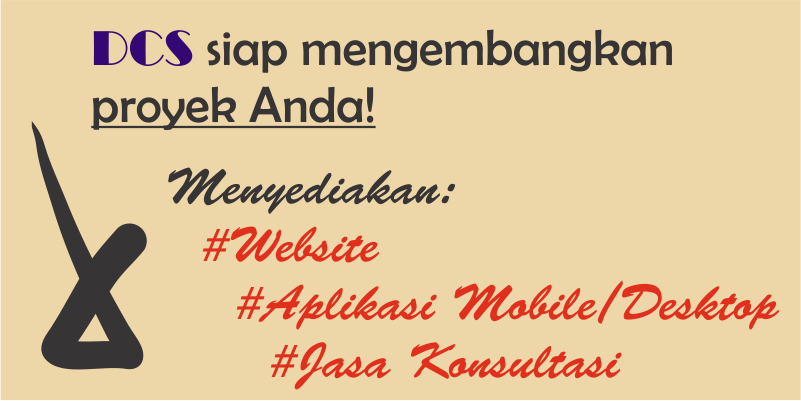 DCS siap mengembangkan
proyek Anda!
Menyediakan:
#Website
#Aplikasi Mobile/Desktop
#Jasa Konsultasi